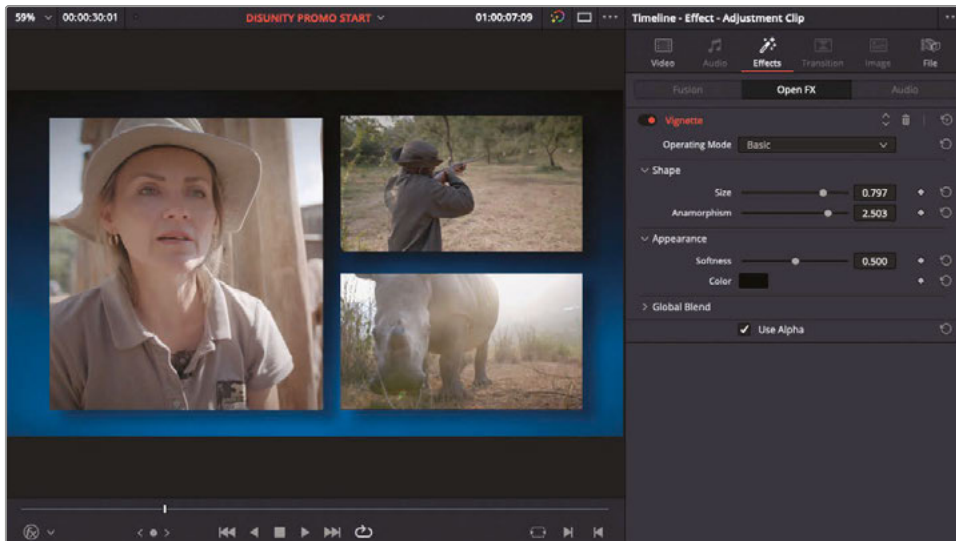 59% 00:00:30:01 DISUNITY PROMO START 01:00:07:09 Timeline - Effect - Adjustment Clip
Video Audio Effects Transition Image File
Fusion Open FX Audio
Vignette
Operating Mode Basic
Shape
Size 0.797
Anamorphism 2.503
Appearance
Softness 0.500
Color
Global Blend
Use Alpha
fx